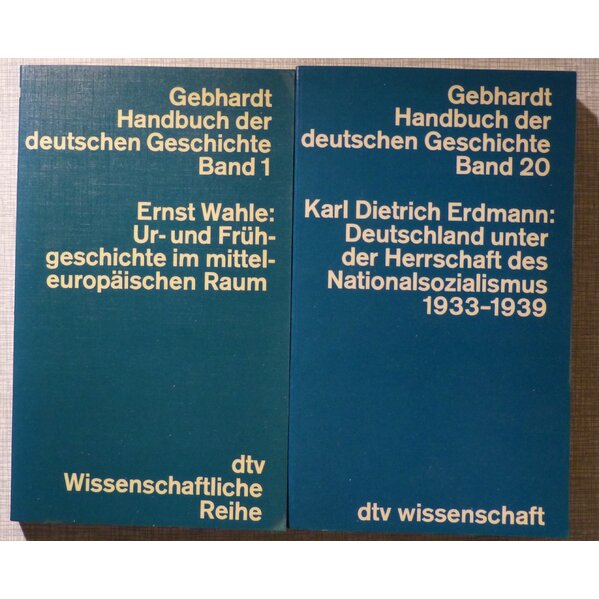 Gebhardt
Handbuch der
deutschen Geschichte
Band 1
Ernst Wahle:
Ur- und Früh-
geschichte im mittel-
europäischen Raum
dtv
Wissenschaftliche
Reihe
Gebhardt
Handbuch der
deutschen Geschichte
Band 20
Karl Dietrich Erdmann:
Deutschland unter
der Herrschaft des
Nationalsozialismus
1933–1939
dtv wissenschaft